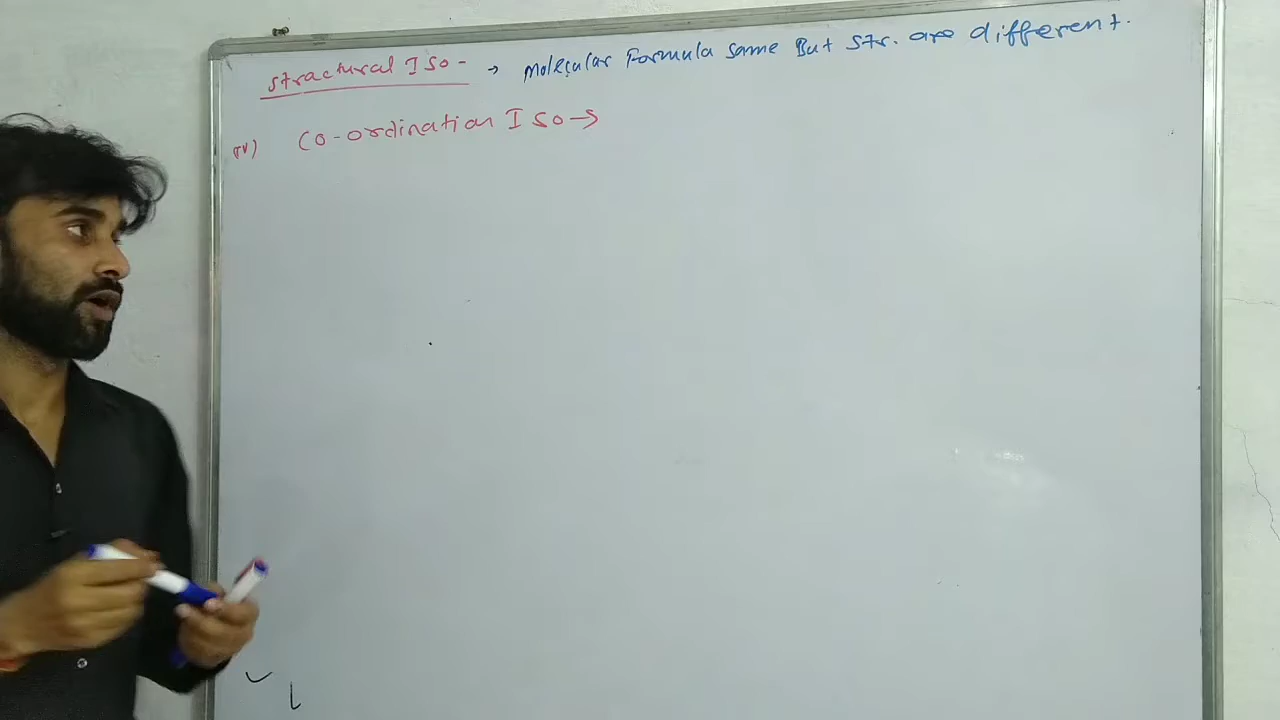 Structural Iso- → Molecular Formula same But str. are different.
iv) Co-ordination Iso→